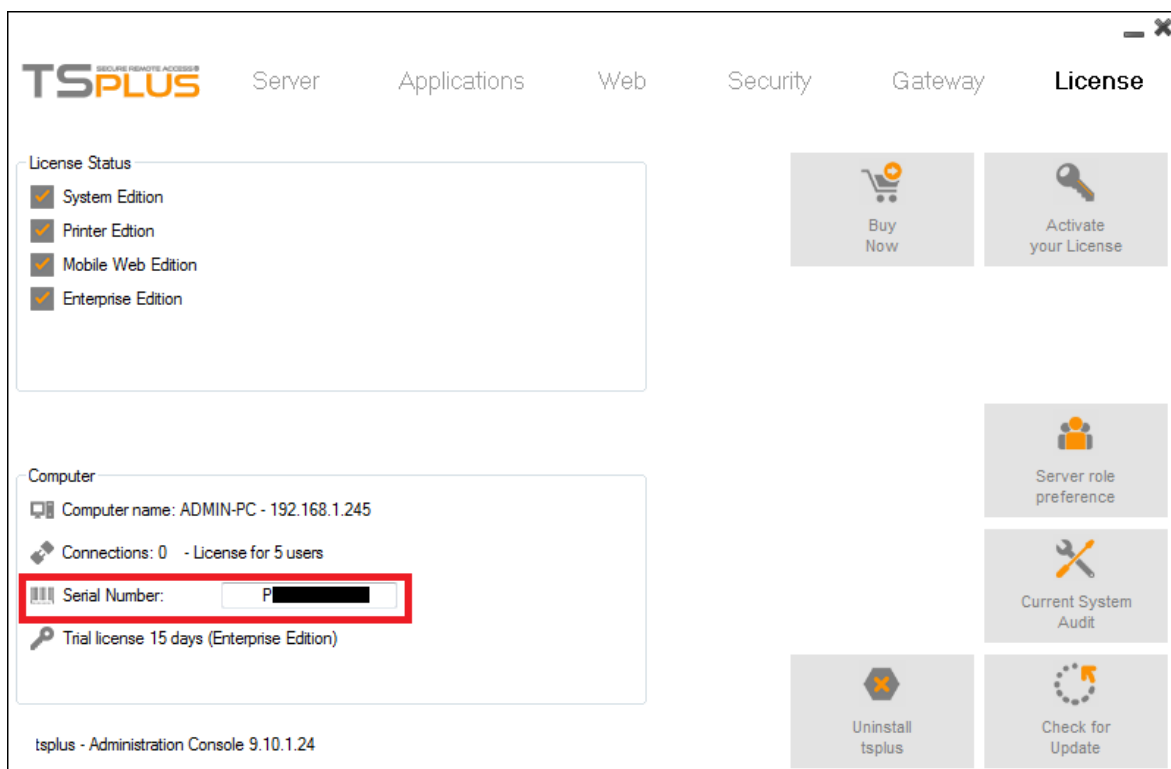 SECURE REMOTE ACCESS®
TSPLUS
Server Applications Web Security Gateway License
License Status
System Edition
Printer Edtion
Mobile Web Edition
Enterprise Edition
Buy
Now
Activate
your License
Computer
Computer name: ADMIN-PC - 192.168.1.245
Connections: 0 - License for 5 users
Serial Number: P
Trial license 15 days (Enterprise Edition)
Server role
preference
Current System
Audit
Uninstall
tsplus
Check for
Update
tsplus - Administration Console 9.10.1.24